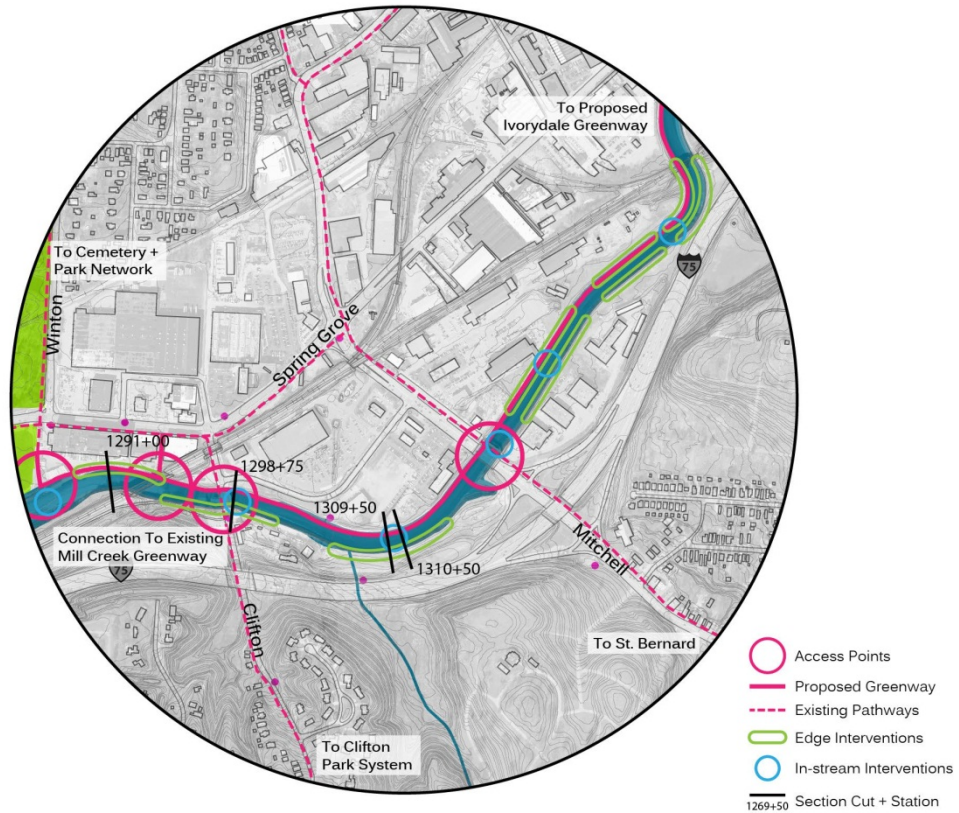 To Proposed
Ivorydale Greenway
75
To Cemetery +
Park Network
Winton
Spring Grove
1291+00
1298+75
1309+50
Connection To Existing
Mill Creek Greenway
75
1310+50
Mitchell
Clifton
To St. Bernard
To Clifton
Park System
Access Points
Proposed Greenway
Existing Pathways
Edge Interventions
In-stream Interventions
1269+50 Section Cut + Station